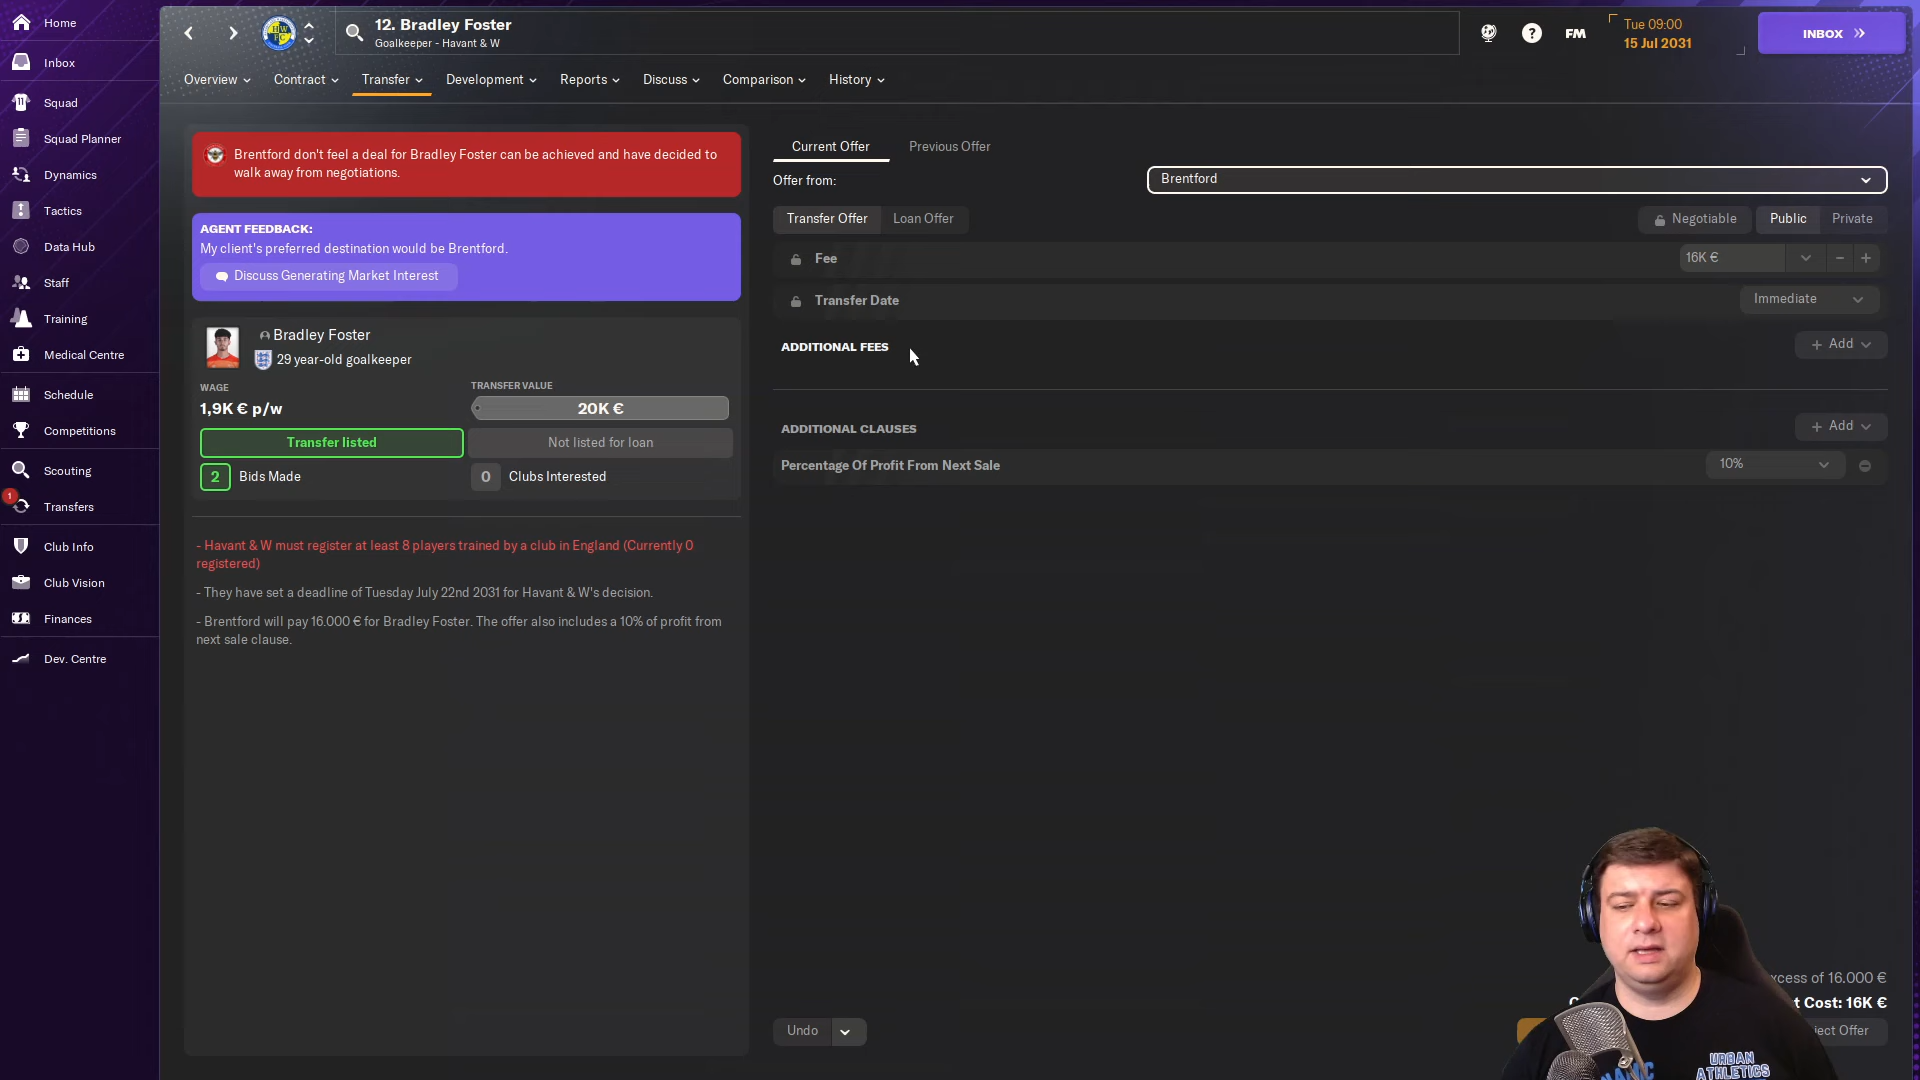 Home
Inbox
Squad
Squad Planner
Dynamics
Tactics
Data Hub
Staff
Training
Medical Centre
Schedule
Competitions
Scouting
1
Transfers
Club Info
Club Vision
Finances
Dev. Centre
12. Bradley Foster
Goalkeeper - Havant & W
?
FM
Tue 09:00
15 Jul 2031
INBOX
Overview
Contract
Transfer
Development
Reports
Discuss
Comparison
History
Brentford don't feel a deal for Bradley Foster can be achieved and have decided to
walk away from negotiations.
AGENT FEEDBACK:
My client's preferred destination would be Brentford.
Discuss Generating Market Interest
Bradley Foster
29 year-old goalkeeper
WAGE
1,9K € p/w
TRANSFER VALUE
20K €
Transfer listed
Not listed for loan
2 Bids Made
0 Clubs Interested
- Havant & W must register at least 8 players trained by a club in England (Currently 0
registered)
- They have set a deadline of Tuesday July 22nd 2031 for Havant & W's decision.
- Brentford will pay 16.000 € for Bradley Foster. The offer also includes a 10% of profit from
next sale clause.
Current Offer
Previous Offer
Offer from:
Brentford
Transfer Offer
Loan Offer
Negotiable
Public
Private
Fee
16K €
Transfer Date
Immediate
ADDITIONAL FEES
+ Add
ADDITIONAL CLAUSES
+ Add
Percentage Of Profit From Next Sale
10%
Undo
xcess of 16.000 €
t Cost: 16K €
ject Offer
URBAN
ATHLETICS